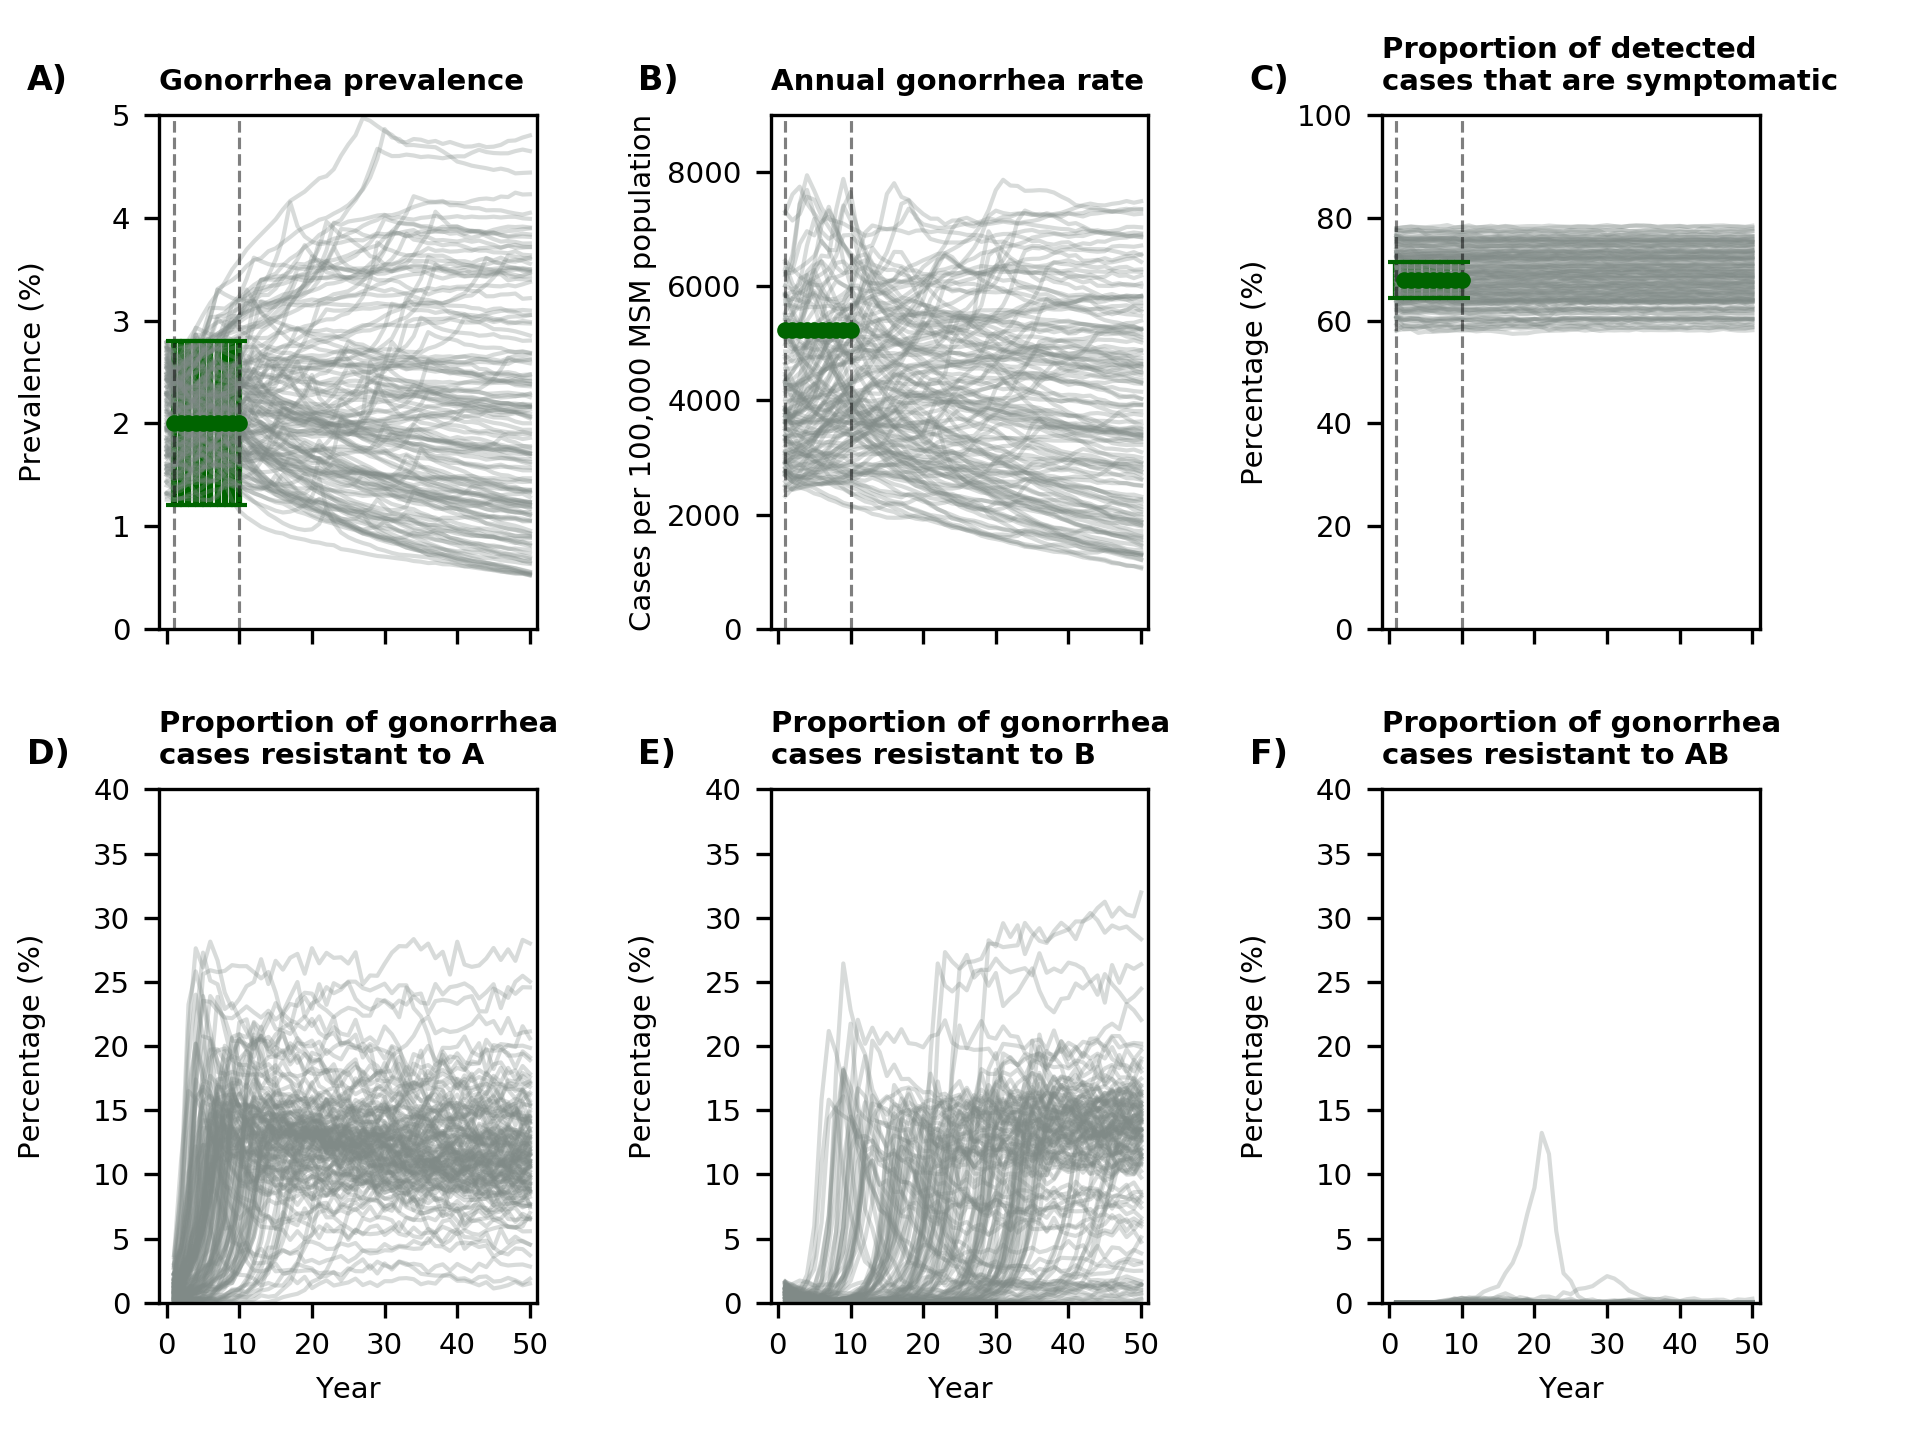 A) Gonorrhea prevalence
5
4
3
2
1
0
Prevalence (%)
B) Annual gonorrhea rate
8000
6000
4000
2000
0
Cases per 100,000 MSM population
C) Proportion of detected
cases that are symptomatic
100
80
60
40
20
0
Percentage (%)
D) Proportion of gonorrhea
cases resistant to A
40
35
30
25
20
15
10
5
0
Percentage (%)
0 10 20 30 40 50
Year
E) Proportion of gonorrhea
cases resistant to B
40
35
30
25
20
15
10
5
0
Percentage (%)
0 10 20 30 40 50
Year
F) Proportion of gonorrhea
cases resistant to AB
40
35
30
25
20
15
10
5
0
Percentage (%)
0 10 20 30 40 50
Year